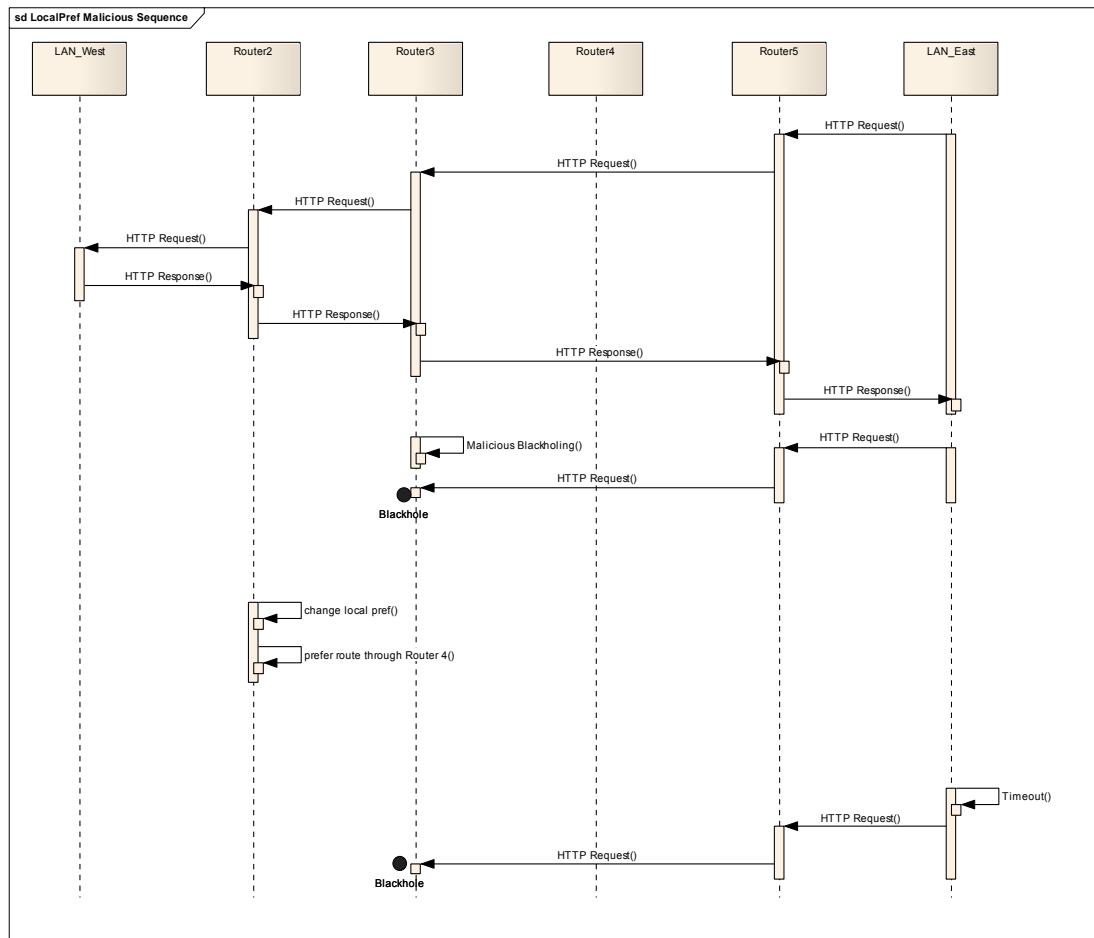 sd LocalPref Malicious Sequence
LAN_West
Router2
Router3
Router4
Router5
LAN_East
HTTP Request()
HTTP Request()
HTTP Request()
HTTP Request()
HTTP Response()
HTTP Response()
HTTP Response()
HTTP Response()
Malicious Blackholing()
HTTP Request()
HTTP Request()
Blackhole
change local pref()
prefer route through Router 4()
Timeout()
HTTP Request()
HTTP Request()
Blackhole